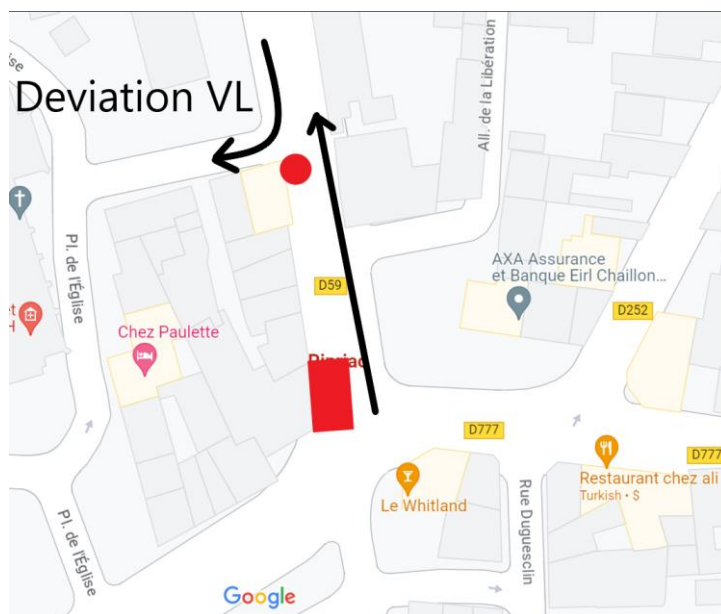 Deviation VL
All. de la Libération
Pl. de l'Église
D59
AXA Assurance
et Banque Eirl Chaillon...
D252
Chez Paulette
H
Pipriac
D777
D777
Restaurant chez ali
Turkish • $
Le Whitland
Rue Duguesclin
Pl. de l'Église
Google